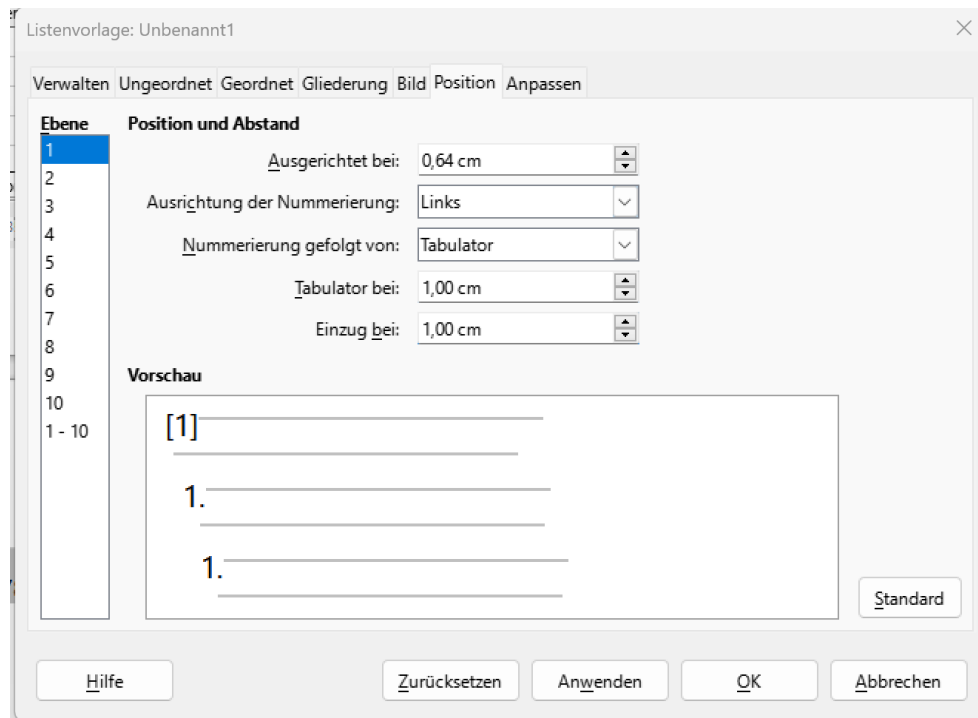 Listenvorlage: Unbenannt1
Verwalten Ungeordnet Geordnet Gliederung Bild Position Anpassen
Ebene
1
2
3
4
5
6
7
8
9
10
1 - 10
Position und Abstand
Ausgerichtet bei: 0,64 cm
Ausrichtung der Nummerierung: Links
Nummerierung gefolgt von: Tabulator
Tabulator bei: 1,00 cm
Einzug bei: 1,00 cm
Vorschau
[1]
1.
1.
Standard
Hilfe Zurücksetzen Anwenden OK Abbrechen